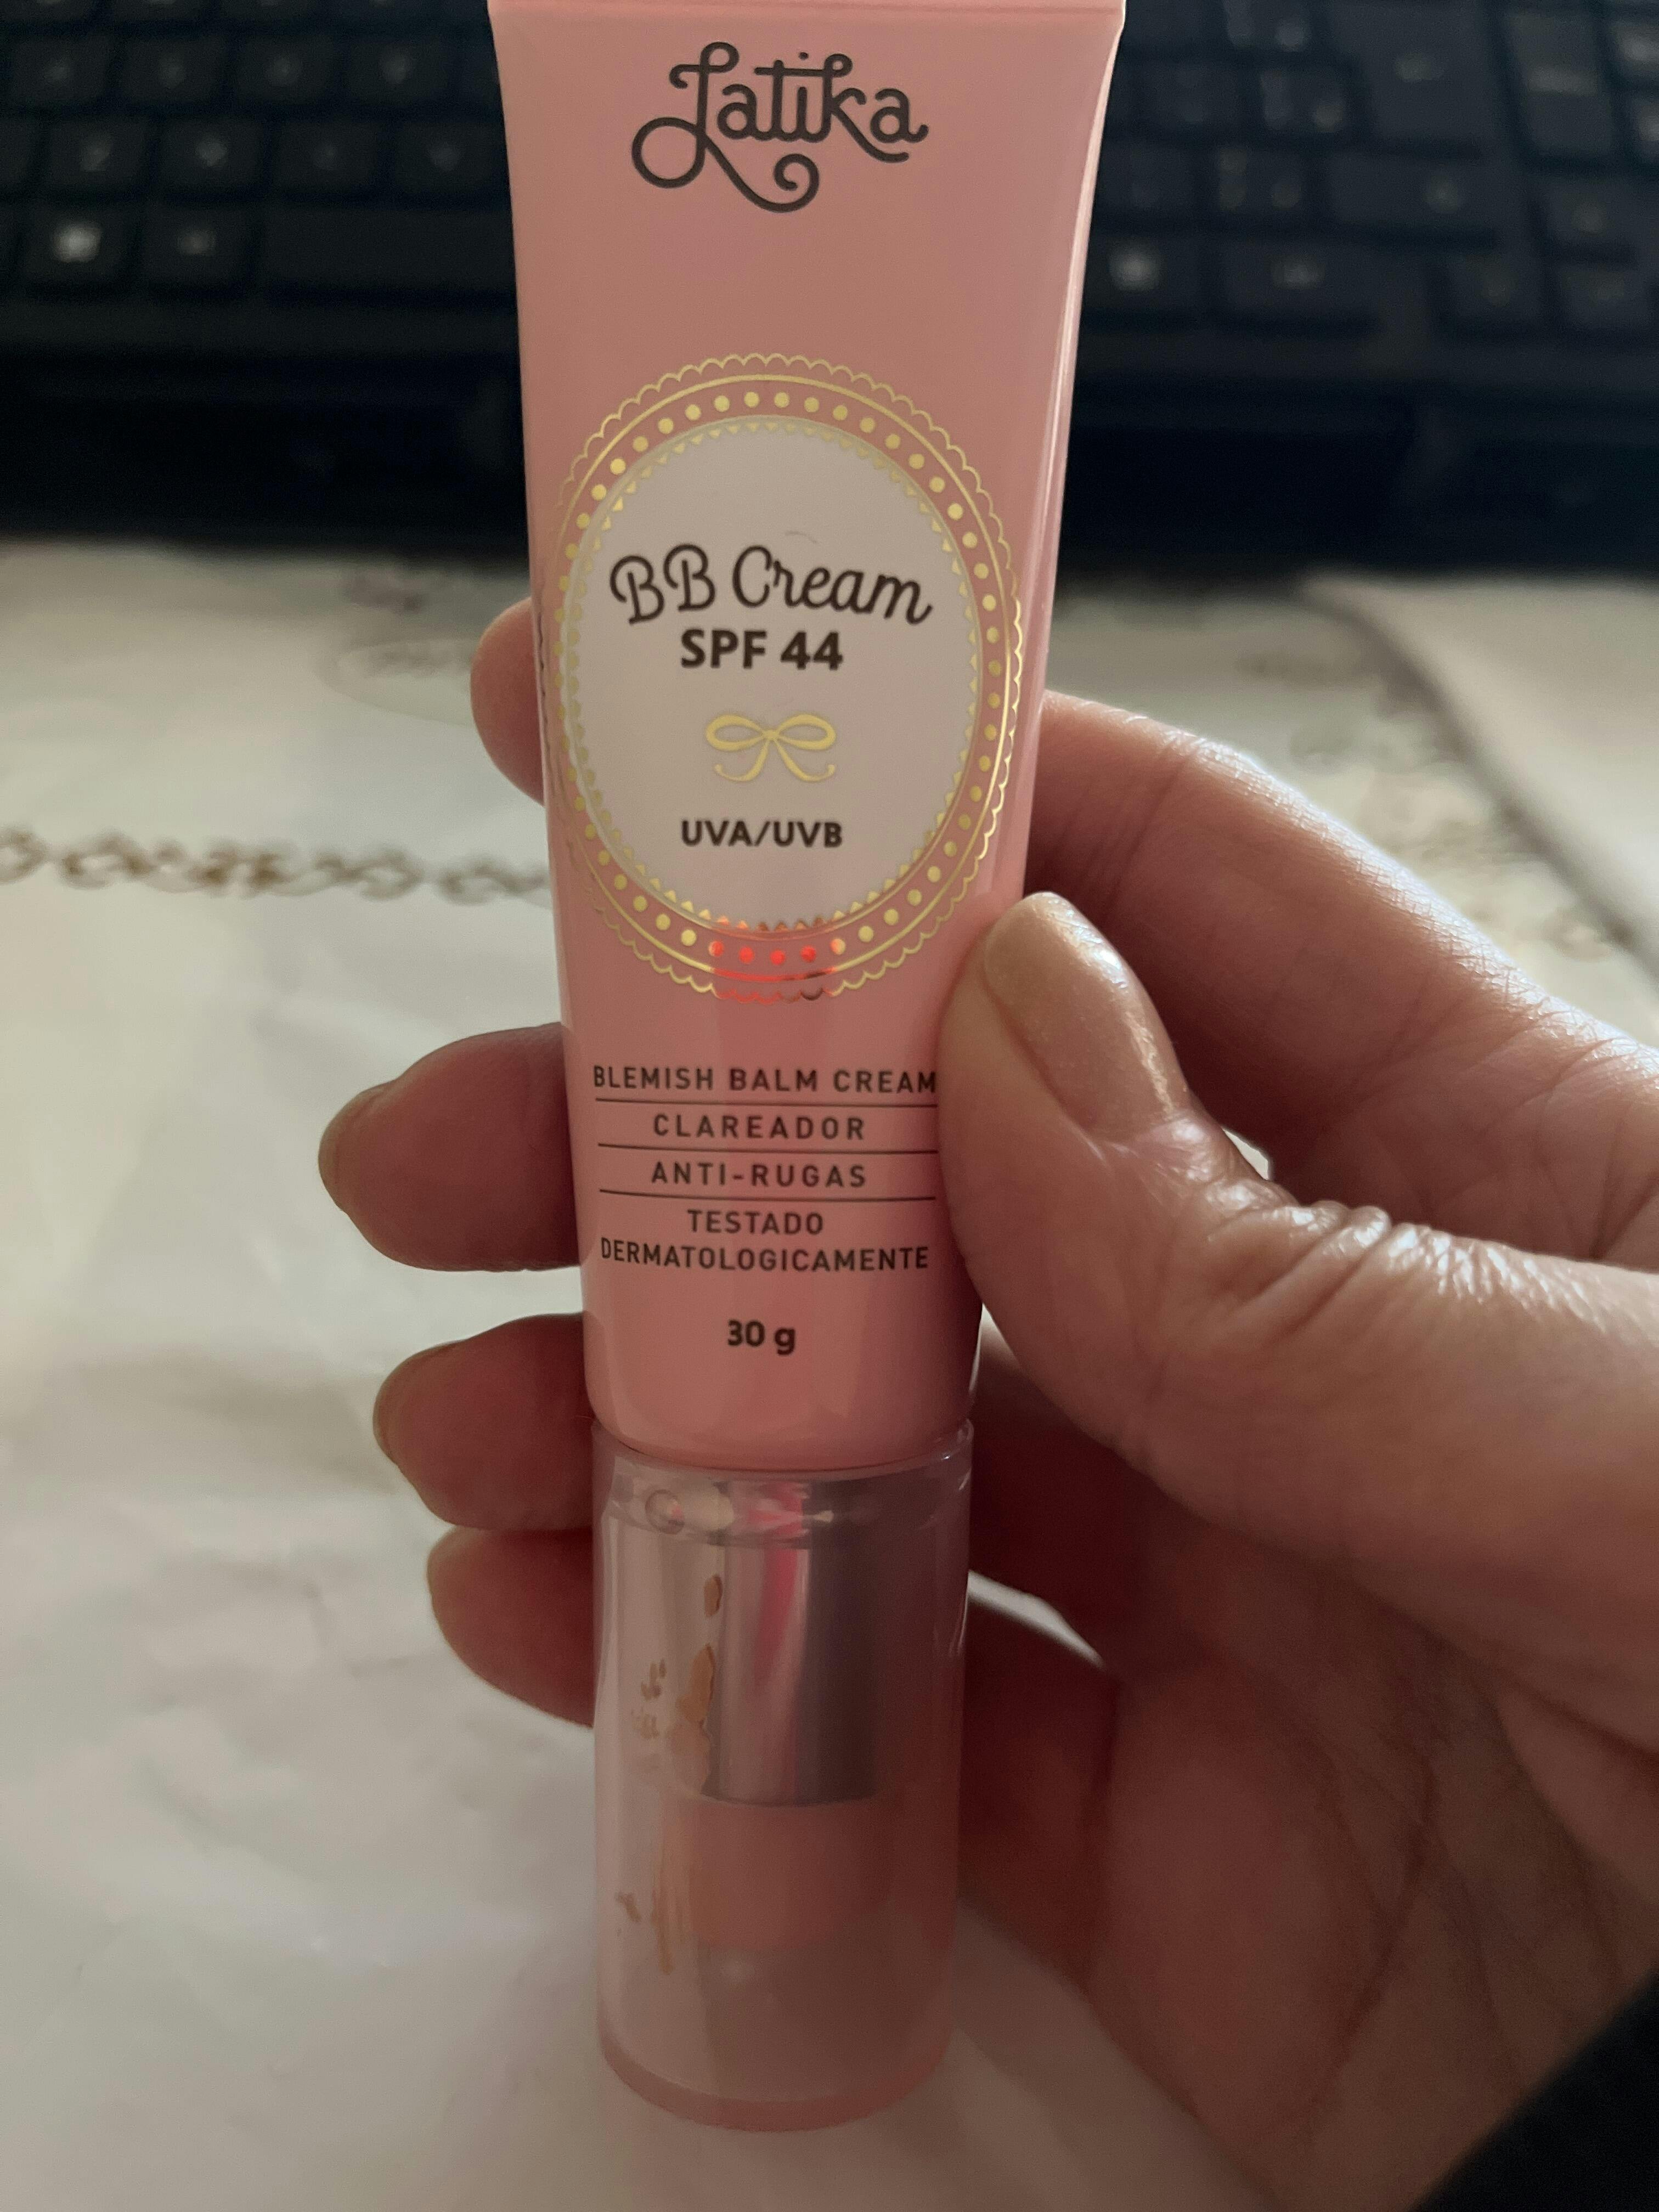 Latika
BB Cream
SPF 44
UVA/UVB
BLEMISH BALM CREAM
CLAREADOR
ANTI-RUGAS
TESTADO
DERMATOLOGICAMENTE
30 g